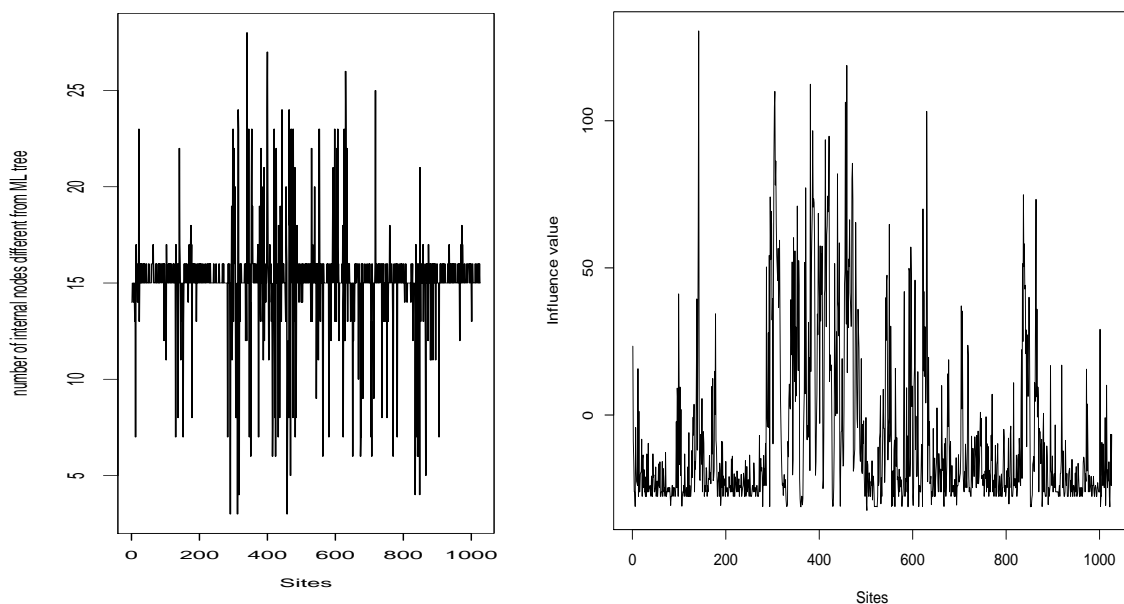 number of internal nodes different from ML tree
25
20
15
10
5
0 200 400 600 800 1000
Sites
Influence value
100
50
0
0 200 400 600 800 1000
Sites